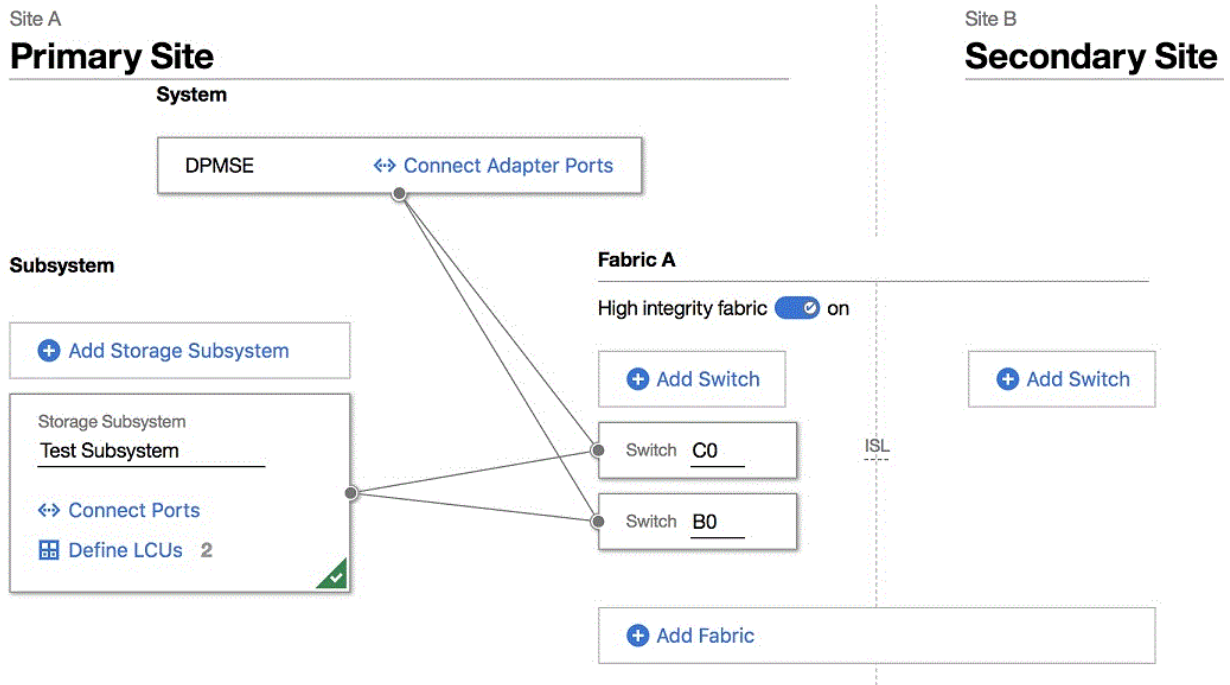 Site A
Primary Site
Site B
Secondary Site
System
DPMSE
Connect Adapter Ports
Subsystem
Add Storage Subsystem
Storage Subsystem
Test Subsystem
Connect Ports
Define LCUs 2
Fabric A
High integrity fabric on
Add Switch
Add Switch
Switch C0
ISL
Switch B0
Add Fabric